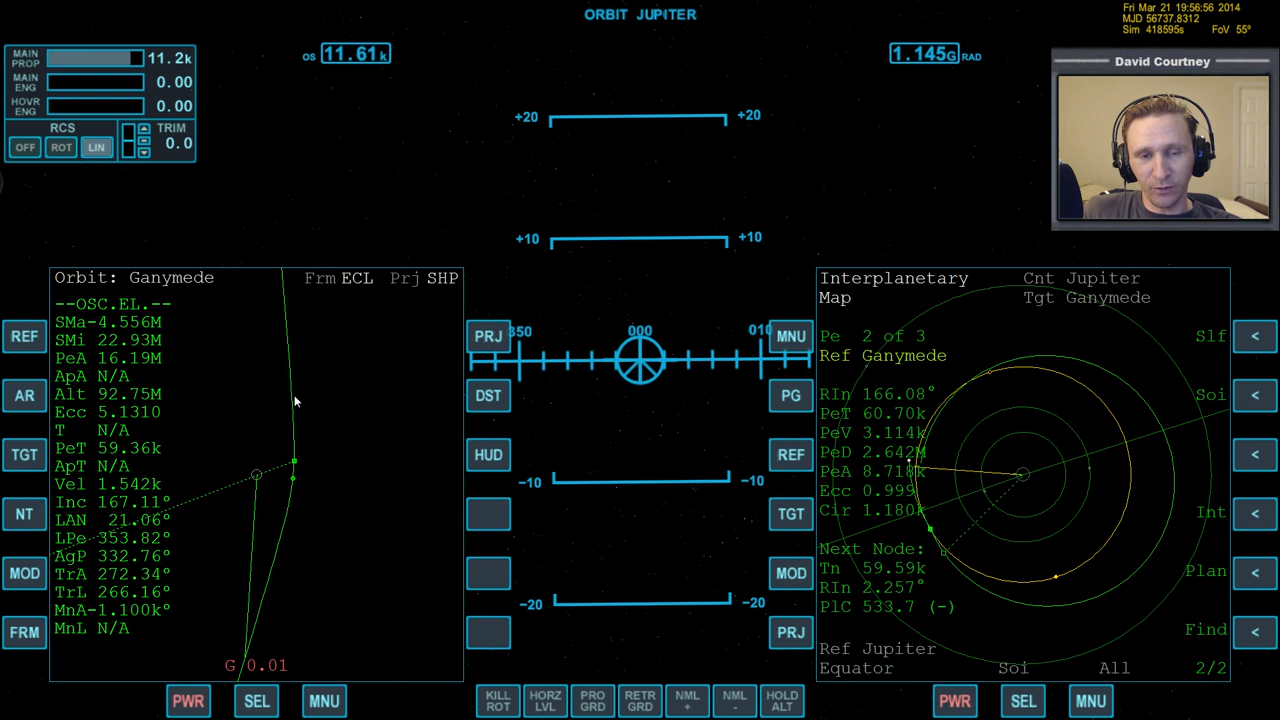 ORBIT JUPITER
Fri Mar 21 19:56:56 2014
MJD 56737.8312
Sim 418595s FoV 55°
David Courtney
MAIN PROP 11.2k
MAIN ENG 0.00
HOVR ENG 0.00
RCS TRIM
OFF ROT LIN 0.0
OS 11.61k
1.145G RAD
+20 +20
+10 +10
350 000 010
-10 -10
-20 -20
Orbit: Ganymede Frm ECL Prj SHP
--OSC.EL.--
SMa-4.556M
SMi 22.93M
PeA 16.19M
ApA N/A
Alt 92.75M
Ecc 5.1310
T N/A
PeT 59.36k
ApT N/A
Vel 1.542k
Inc 167.11°
LAN 21.06°
LPe 353.82°
AgP 332.76°
TrA 272.34°
TrL 266.16°
MnA-1.100k°
MnL N/A
G 0.01
REF
AR
TGT
NT
MOD
FRM
PRJ
DST
HUD
PWR SEL MNU
KILL ROT
HORZ LVL
PRO GRD
RETR GRD
NML +
NML -
HOLD ALT
MNU
PG
REF
TGT
MOD
PRJ
Interplanetary Cnt Jupiter
Map Tgt Ganymede
Pe 2 of 3 Slf <
Ref Ganymede
RIn 166.08° Soi <
PeT 60.70k
PeV 3.114k
PeD 2.642M <
PeA 8.718k
Ecc 0.999
Cir 1.180k Int <
Next Node:
Tn 59.59k Plan <
RIn 2.257°
PlC 533.7 (-)
Find <
Ref Jupiter
Equator Soi All 2/2
PWR SEL MNU